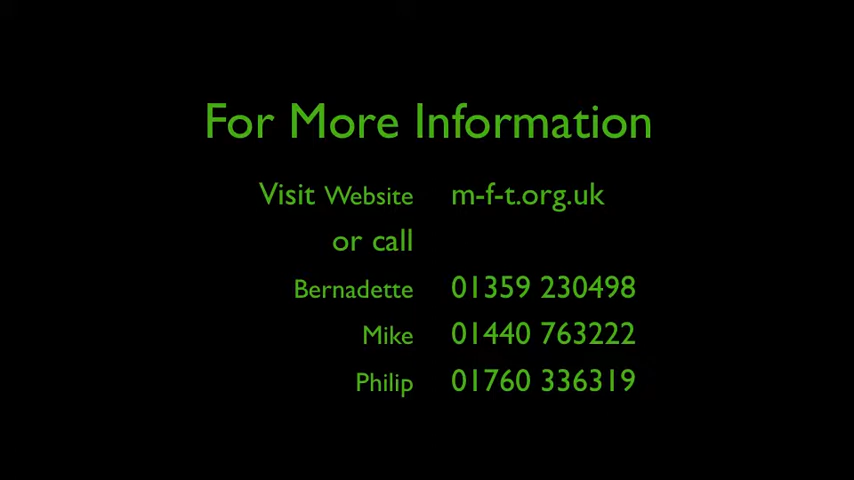 For More Information
Visit Website m-f-t.org.uk
or call
Bernadette 01359 230498
Mike 01440 763222
Philip 01760 336319